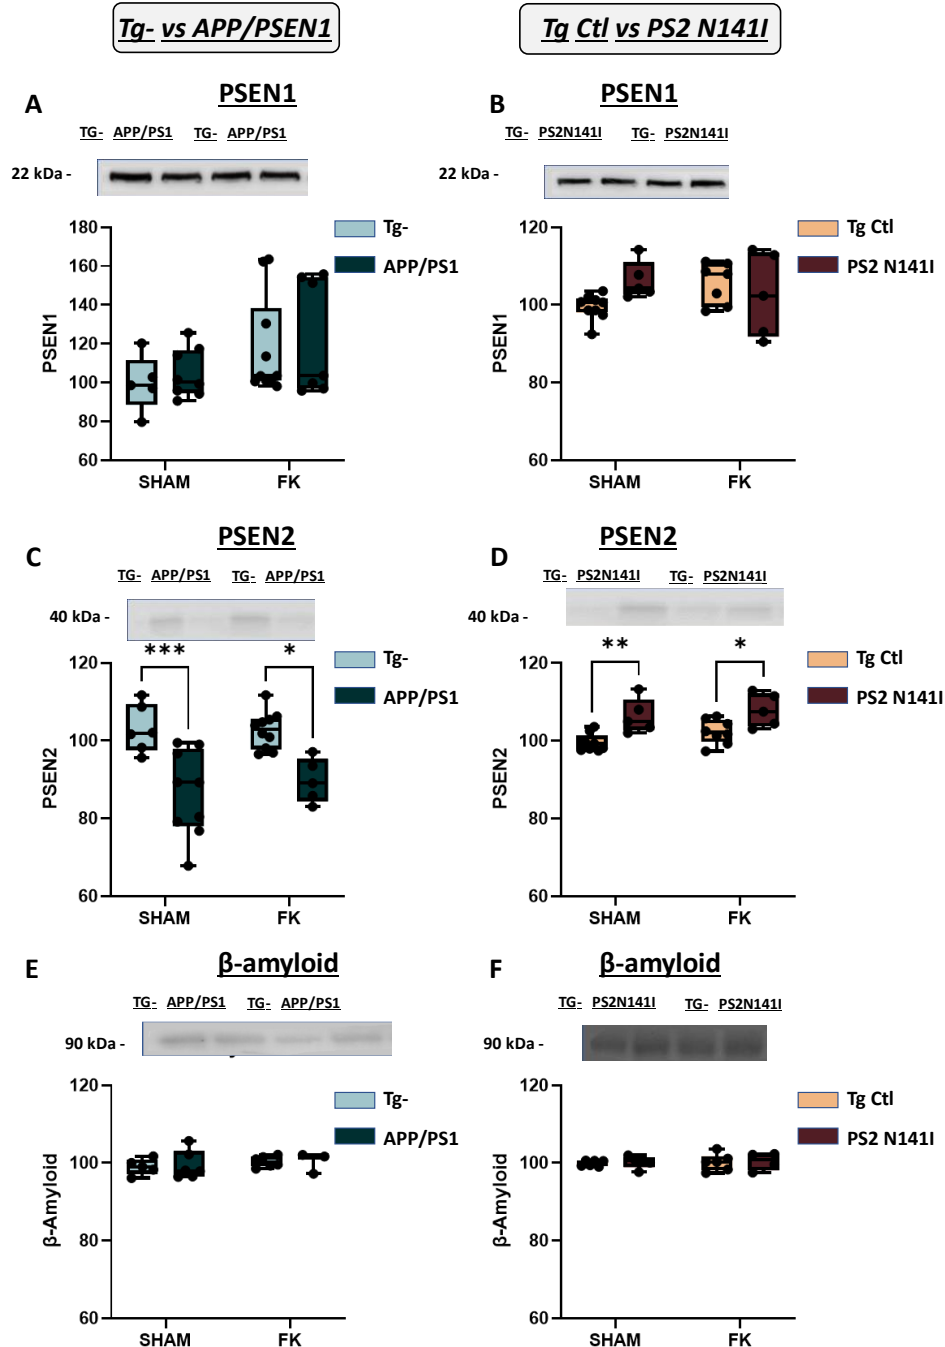 Tg- vs APP/PSEN1
Tg Ctl vs PS2 N141I
A
PSEN1
TG- APP/PS1 TG- APP/PS1
22 kDa -
180
160
140
120
100
80
60
PSEN1
SHAM FK
Tg-
APP/PS1
B
PSEN1
TG- PS2N141I TG- PS2N141I
22 kDa -
120
100
80
60
PSEN1
SHAM FK
Tg Ctl
PS2 N141I
C
PSEN2
TG- APP/PS1 TG- APP/PS1
40 kDa -
*** *
120
100
80
60
PSEN2
SHAM FK
Tg-
APP/PS1
D
PSEN2
TG- PS2N141I TG- PS2N141I
40 kDa -
** *
120
100
80
60
PSEN2
SHAM FK
Tg Ctl
PS2 N141I
E
β-amyloid
TG- APP/PS1 TG- APP/PS1
90 kDa -
120
100
80
60
β-Amyloid
SHAM FK
Tg-
APP/PS1
F
β-amyloid
TG- PS2N141I TG- PS2N141I
90 kDa -
120
100
80
60
β-Amyloid
SHAM FK
Tg Ctl
PS2 N141I